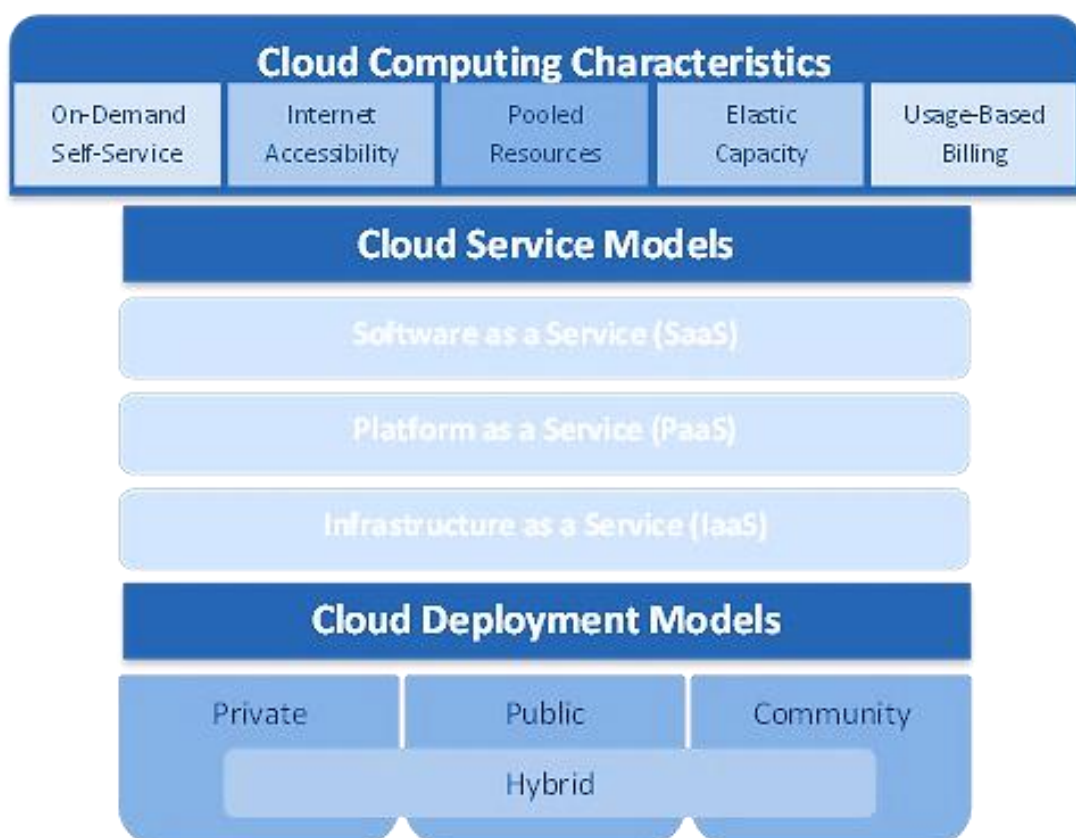 Cloud Computing Characteristics
On-Demand
Self-Service
Internet
Accessibility
Pooled
Resources
Elastic
Capacity
Usage-Based
Billing
Cloud Service Models
Software as a Service (SaaS)
Platform as a Service (PaaS)
Infrastructure as a Service (IaaS)
Cloud Deployment Models
Private
Public
Community
Hybrid